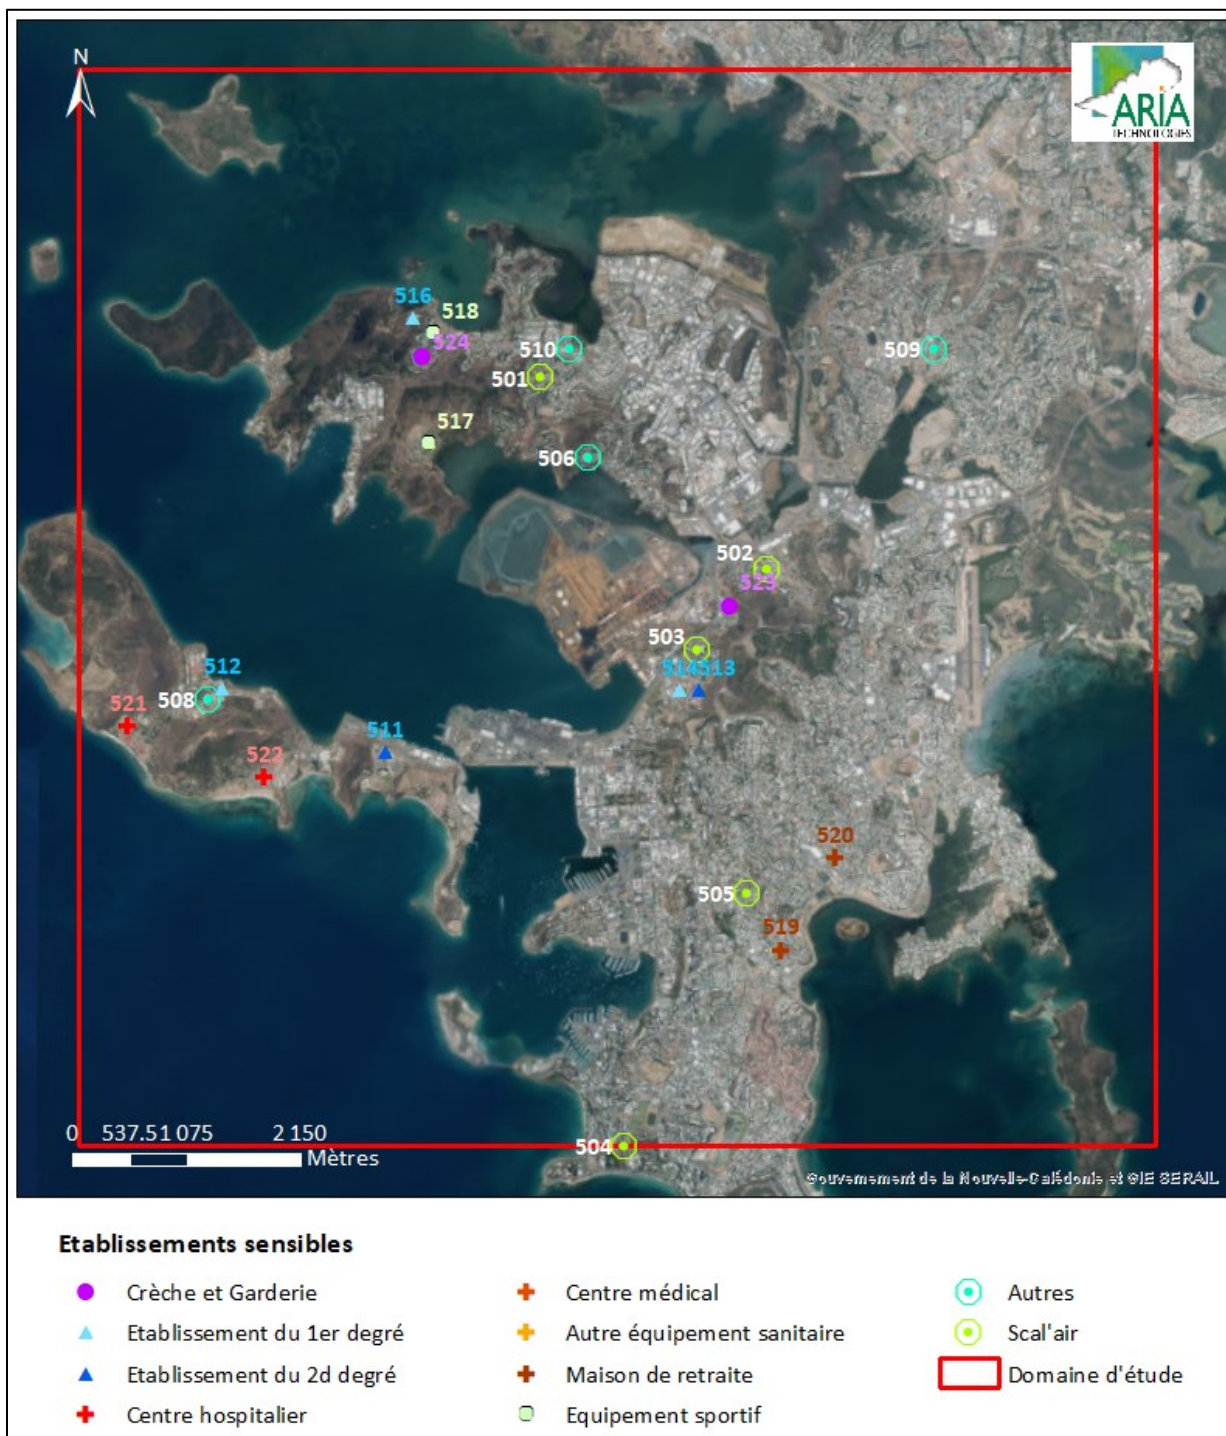 N
ARIA
TECHNOLOGIES
516
518
524
510
509
501
517
506
502
523
503
514 513
512
508
521
511
522
520
505
519
0 537.5 1 075 2 150
Mètres
504
Gouvernement de la Nouvelle-Calédonie et GIE SERAIL
Etablissements sensibles
Crèche et Garderie
Centre médical
Autres
Etablissement du 1er degré
Autre équipement sanitaire
Scal'air
Etablissement du 2d degré
Maison de retraite
Domaine d'étude
Centre hospitalier
Equipement sportif